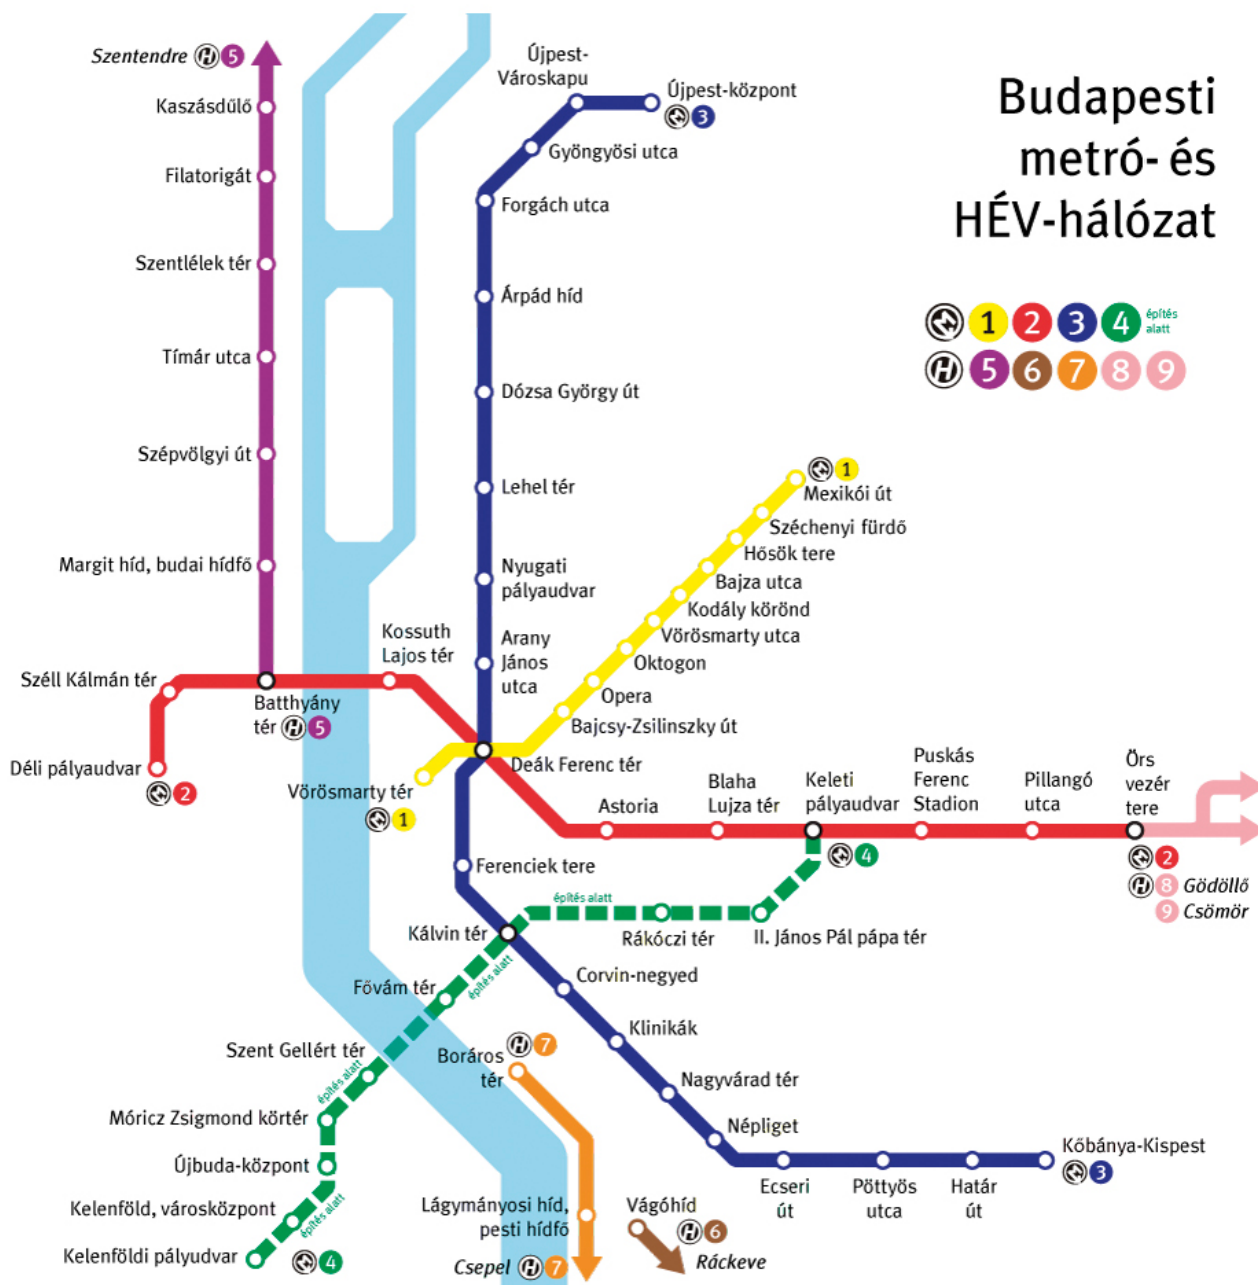 Budapesti
metró- és
HÉV-hálózat
1 2 3 4 építés
alatt
H 5 6 7 8 9
Szentendre H 5
Kaszásdűlő
Filatorigát
Szentlélek tér
Tímár utca
Szépvölgyi út
Margit híd, budai hídfő
Újpest-
Városkapu
Újpest-központ
3
Gyöngyösi utca
Forgách utca
Árpád híd
Dózsa György út
Lehel tér
Nyugati
pályaudvar
Arany
János
utca
1
Mexikói út
Széchenyi fürdő
Hősök tere
Bajza utca
Kodály körönd
Vörösmarty utca
Oktogon
Opera
Bajcsy-Zsilinszky út
Deák Ferenc tér
Vörösmarty tér
1
Kossuth
Lajos tér
Széll Kálmán tér
Batthyány
tér H 5
Déli pályaudvar
2
Astoria
Blaha
Lujza tér
Keleti
pályaudvar
4
Puskás
Ferenc
Stadion
Pillangó
utca
Örs
vezér
tere
2
H 8 Gödöllő
9 Csömör
Ferenciek tere
építés alatt
Kálvin tér
Rákóczi tér
II. János Pál pápa tér
építés alatt
Fővám tér
Corvin-negyed
Klinikák
Szent Gellért tér
építés alatt
H 7
Boráros
tér
Nagyvárad tér
Móricz Zsigmond körtér
Népliget
Újbuda-központ
Kőbánya-Kispest
3
Ecseri
út
Pöttyös
utca
Határ
út
Kelenföld, városközpont
építés alatt
Kelenföldi pályudvar
4
Lágymányosi híd,
pesti hídfő
Csepel H 7
Vágóhíd
H 6
Ráckeve